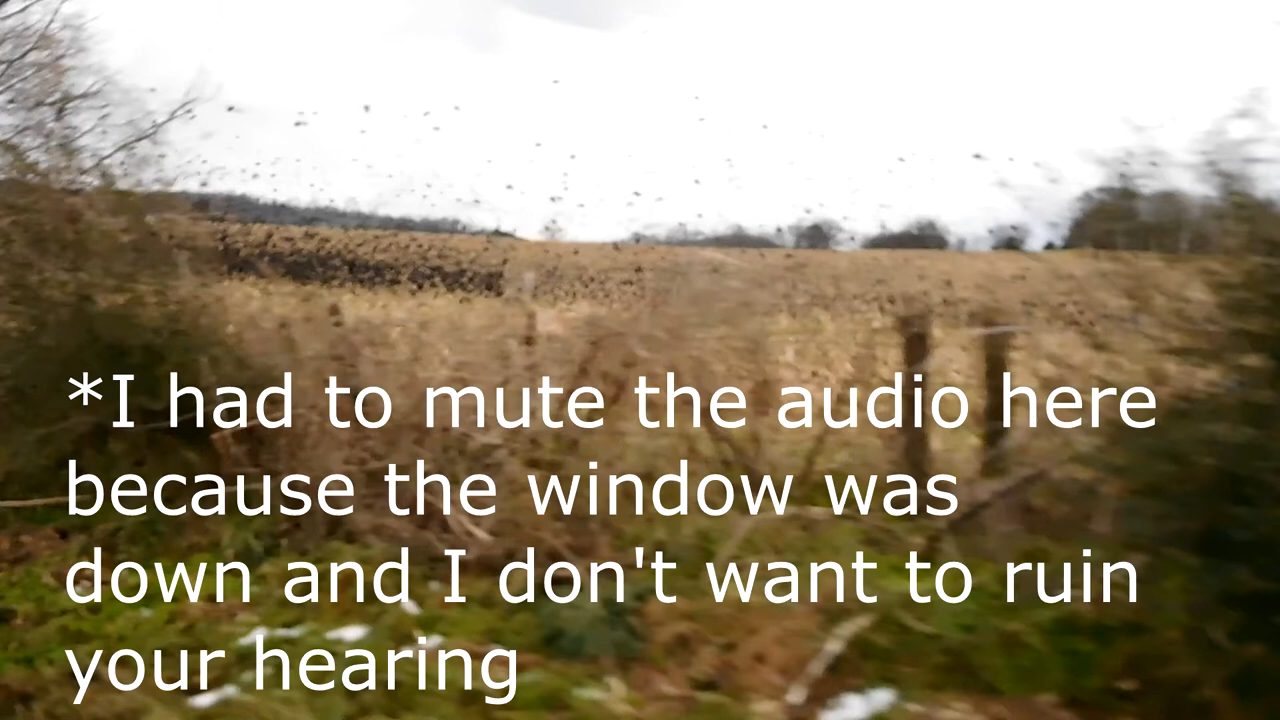 *I had to mute the audio here
because the window was
down and I don't want to ruin
your hearing